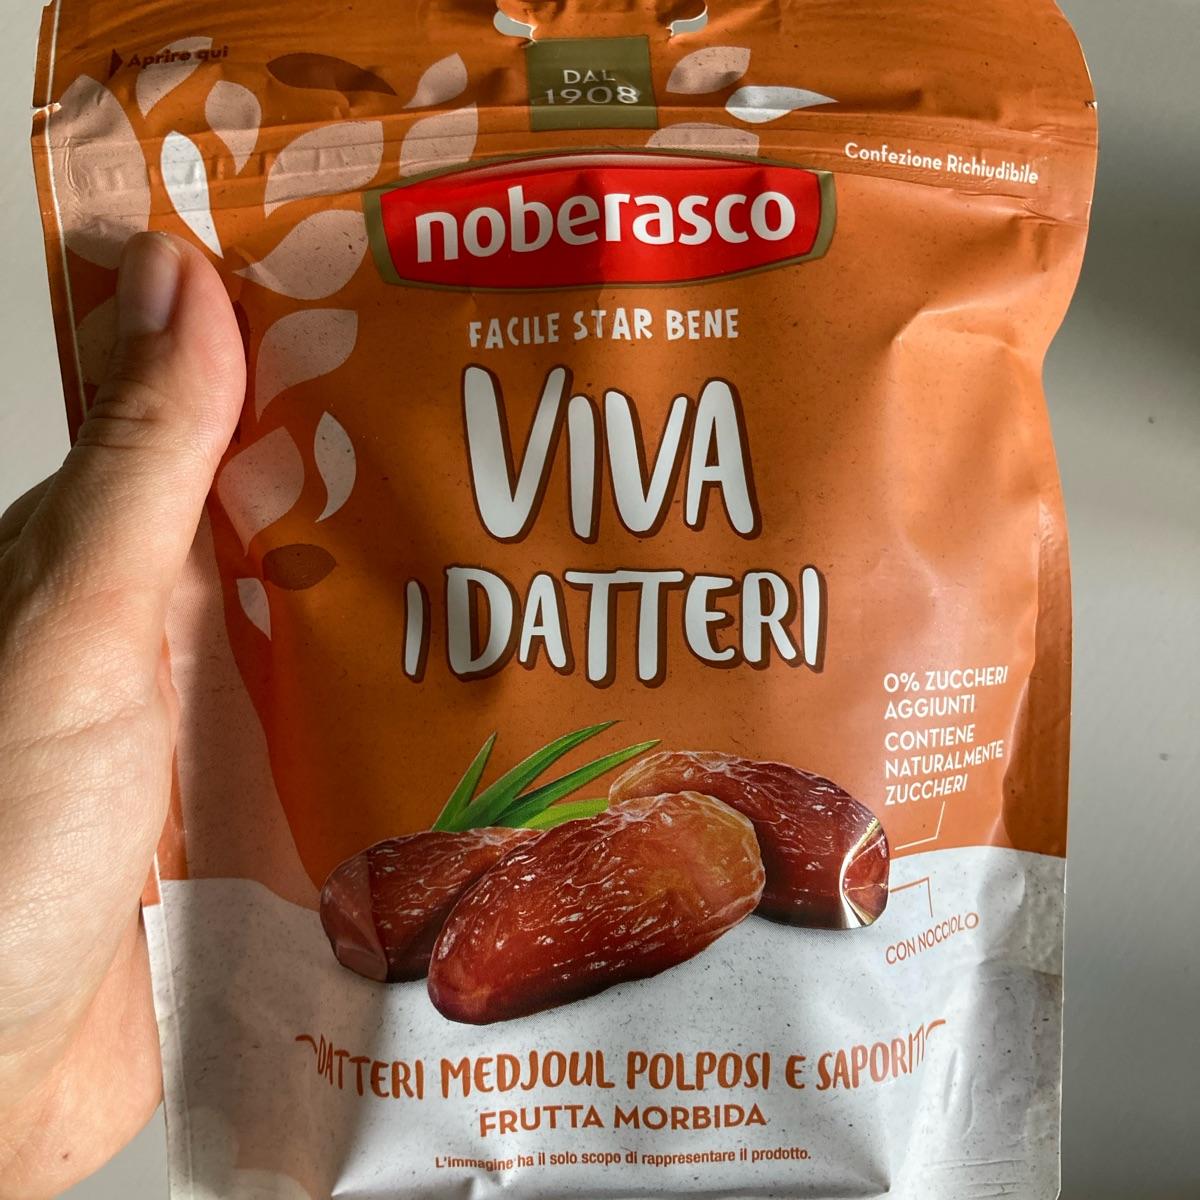 Aprire qui
DAL
1908
Confezione Richiudibile
noberasco
FACILE STAR BENE
VIVA
I DATTERI
0% ZUCCHERI
AGGIUNTI
CONTIENE
NATURALMENTE
ZUCCHERI
CON NOCCIOLO
DATTERI MEDJOUL POLPOSI E SAPORITI
FRUTTA MORBIDA
L'immagine ha il solo scopo di rappresentare il prodotto.